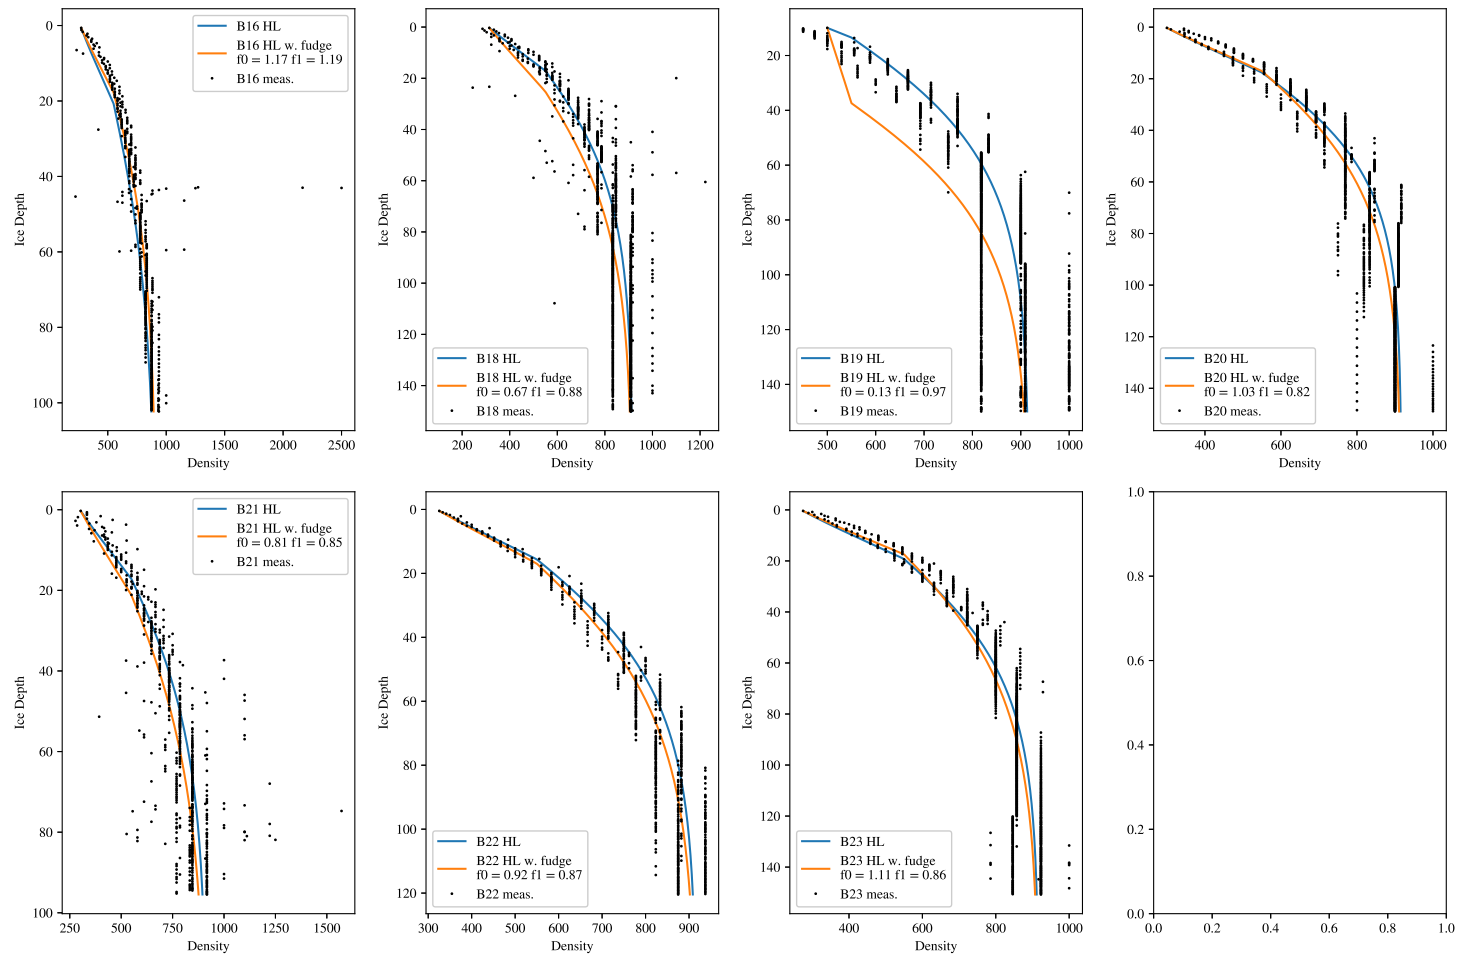 B16 HL
B16 HL w. fudge
f0 = 1.17 f1 = 1.19
B16 meas.
0
20
40
60
80
100
Ice Depth
500
1000
1500
2000
2500
Density
B18 HL
B18 HL w. fudge
f0 = 0.67 f1 = 0.88
B18 meas.
0
20
40
60
80
100
120
140
Ice Depth
200
400
600
800
1000
1200
Density
B19 HL
B19 HL w. fudge
f0 = 0.13 f1 = 0.97
B19 meas.
20
40
60
80
100
120
140
Ice Depth
500
600
700
800
900
1000
Density
B20 HL
B20 HL w. fudge
f0 = 1.03 f1 = 0.82
B20 meas.
0
20
40
60
80
100
120
140
Ice Depth
400
600
800
1000
Density
B21 HL
B21 HL w. fudge
f0 = 0.81 f1 = 0.85
B21 meas.
0
20
40
60
80
100
Ice Depth
250
500
750
1000
1250
1500
Density
B22 HL
B22 HL w. fudge
f0 = 0.92 f1 = 0.87
B22 meas.
0
20
40
60
80
100
120
Ice Depth
300
400
500
600
700
800
900
Density
B23 HL
B23 HL w. fudge
f0 = 1.11 f1 = 0.86
B23 meas.
0
20
40
60
80
100
120
140
Ice Depth
400
600
800
1000
Density
1.0
0.8
0.6
0.4
0.2
0.0
0.0
0.2
0.4
0.6
0.8
1.0